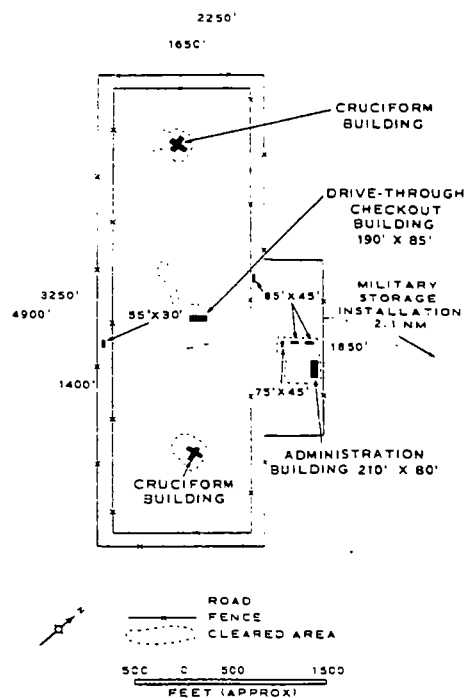 2250'
1650'
CRUCIFORM
BUILDING
DRIVE-THROUGH
CHECKOUT
BUILDING
190' X 85'
MILITARY
STORAGE
INSTALLATION
2.1 NM
3250'
4900'
55'X30'
85'X45'
1850'
1400'
75'X45'
ADMINISTRATION
BUILDING 210' X 80'
CRUCIFORM
BUILDING
N
ROAD
FENCE
CLEARED AREA
500 0 500 1500
FEET (APPROX)